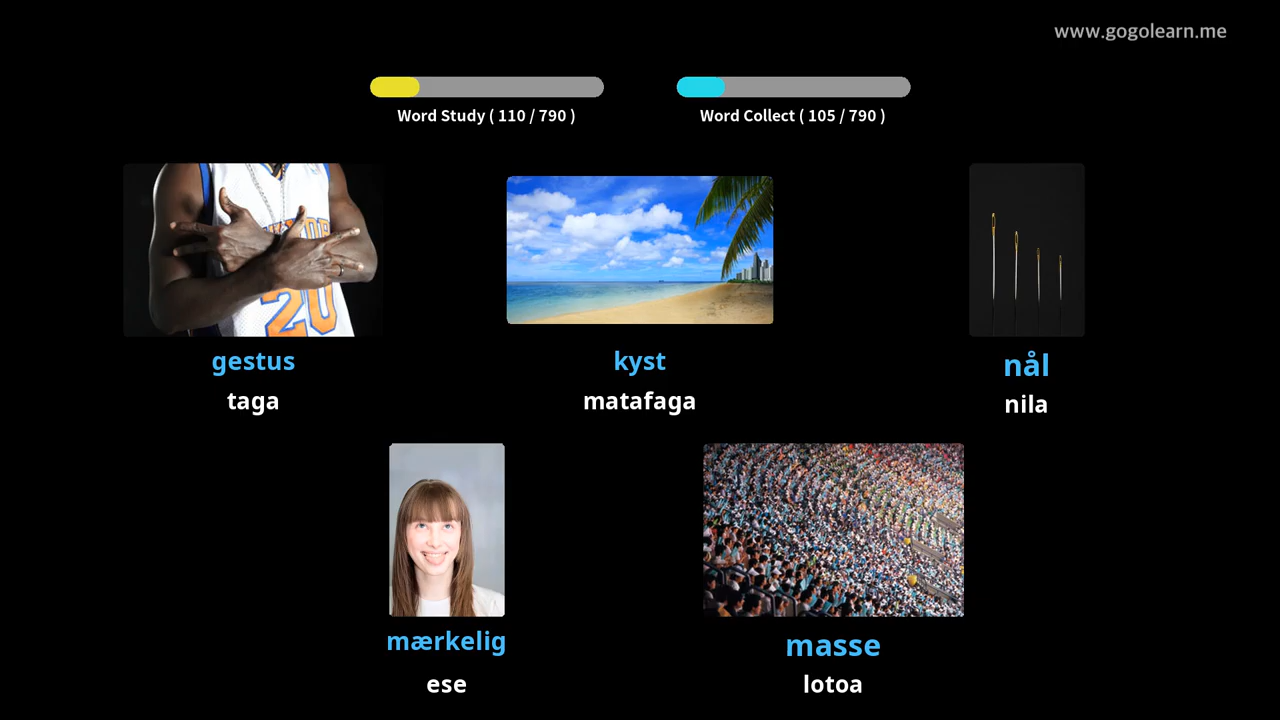 www.gogolearn.me
Word Study ( 110 / 790 )
Word Collect ( 105 / 790 )
20
gestus
kyst
nål
taga
matafaga
nila
mærkelig
masse
ese
lotoa